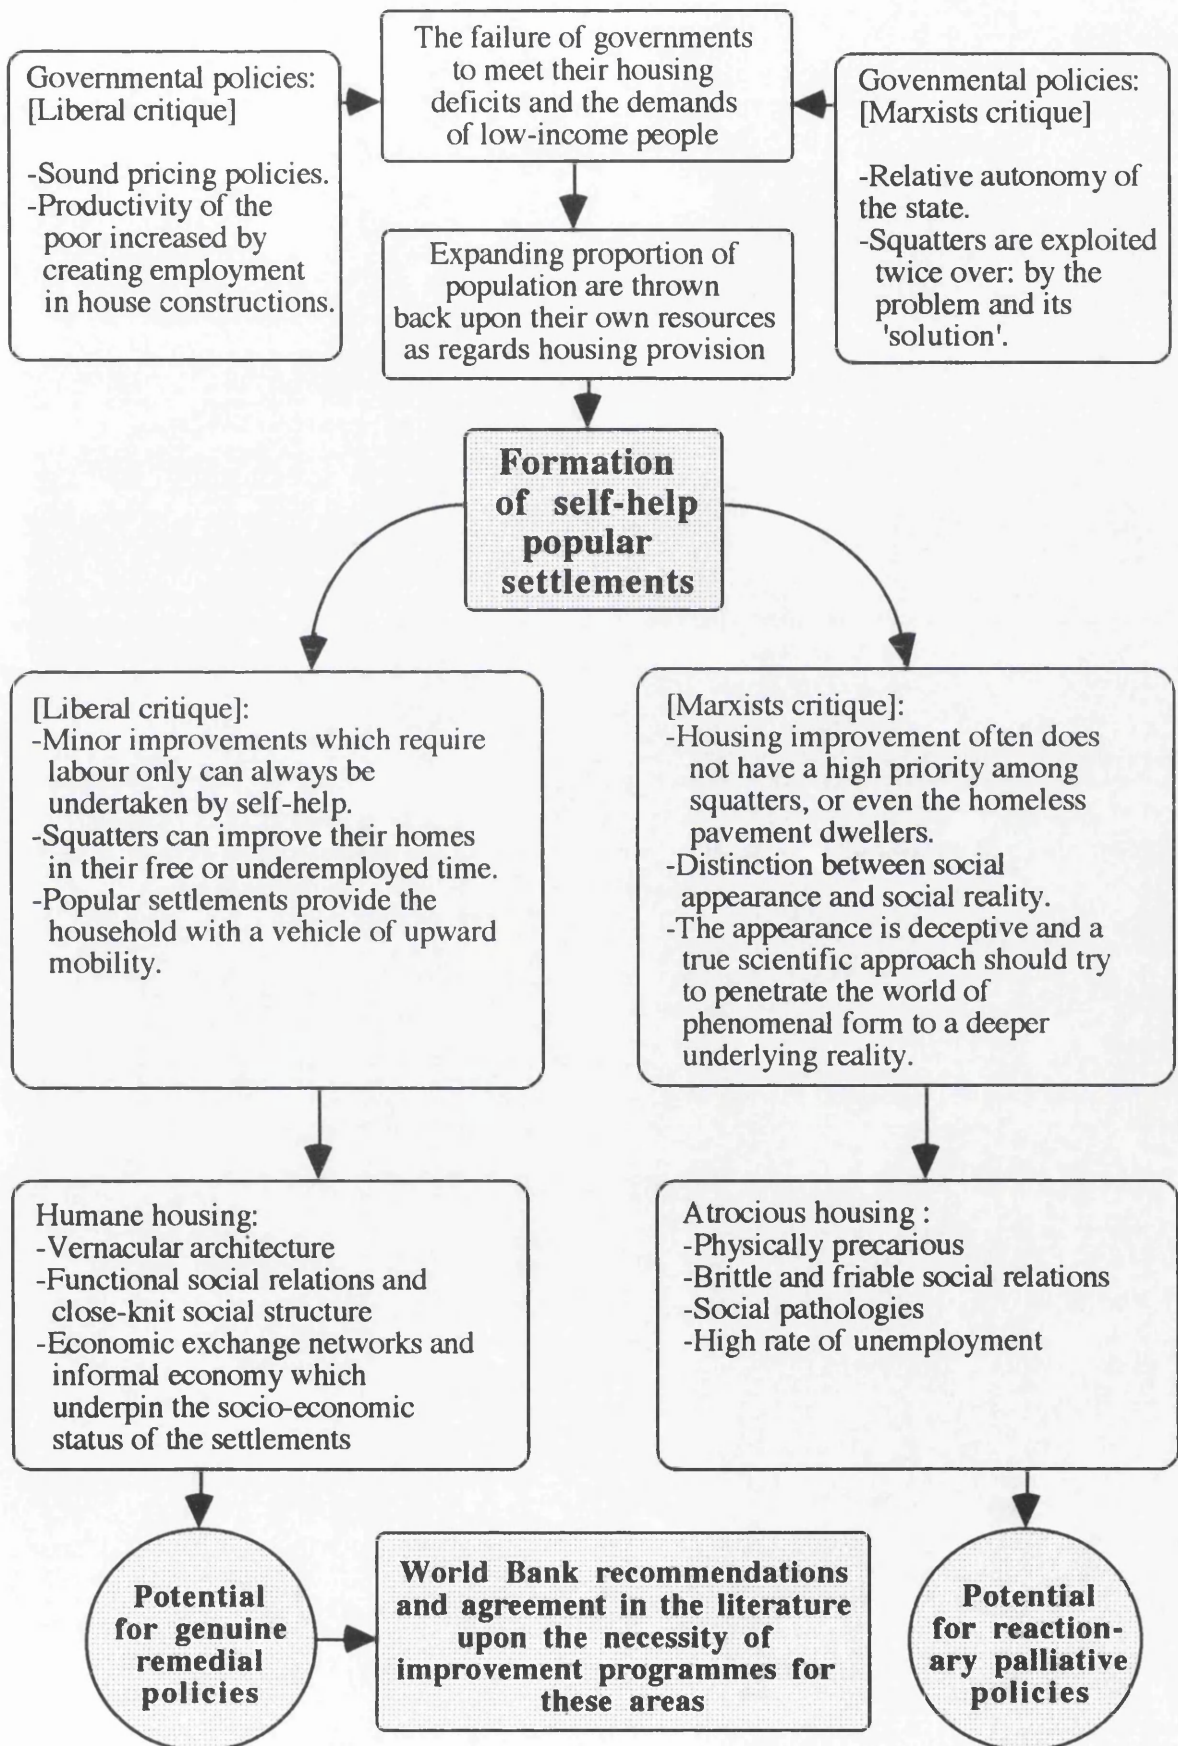 The failure of governments
to meet their housing
deficits and the demands
of low-income people
Governmental policies:
[Liberal critique]
-Sound pricing policies.
-Productivity of the
poor increased by
creating employment
in house constructions.
Govenmental policies:
[Marxists critique]
-Relative autonomy of
the state.
-Squatters are exploited
twice over: by the
problem and its
'solution'.
Expanding proportion of
population are thrown
back upon their own resources
as regards housing provision
Formation
of self-help
popular
settlements
[Liberal critique]:
-Minor improvements which require
labour only can always be
undertaken by self-help.
-Squatters can improve their homes
in their free or underemployed time.
-Popular settlements provide the
household with a vehicle of upward
mobility.
[Marxists critique]:
-Housing improvement often does
not have a high priority among
squatters, or even the homeless
pavement dwellers.
-Distinction between social
appearance and social reality.
-The appearance is deceptive and a
true scientific approach should try
to penetrate the world of
phenomenal form to a deeper
underlying reality.
Humane housing:
-Vernacular architecture
-Functional social relations and
close-knit social structure
-Economic exchange networks and
informal economy which
underpin the socio-economic
status of the settlements
Atrocious housing :
-Physically precarious
-Brittle and friable social relations
-Social pathologies
-High rate of unemployment
Potential
for genuine
remedial
policies
World Bank recommendations
and agreement in the literature
upon the necessity of
improvement programmes for
these areas
Potential
for reaction-
ary palliative
policies